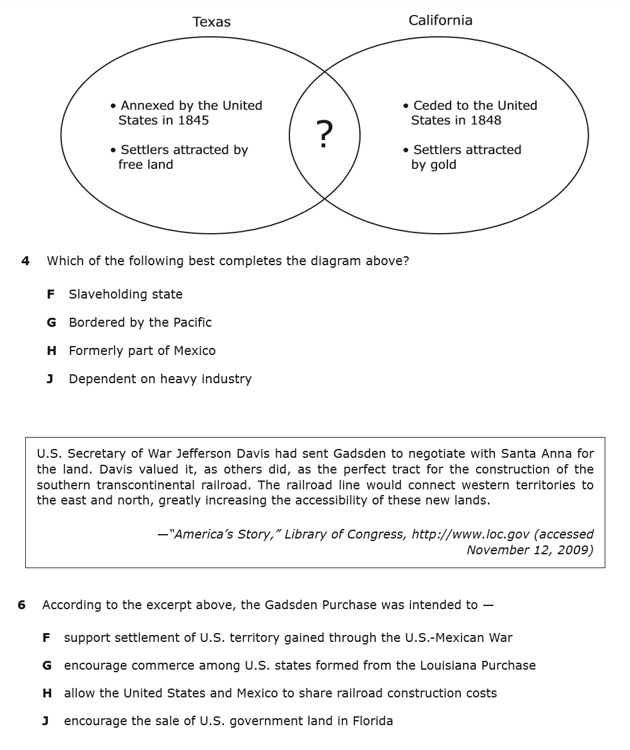 Texas
California
• Annexed by the United
States in 1845
• Settlers attracted by
free land
?
• Ceded to the United
States in 1848
• Settlers attracted
by gold
4 Which of the following best completes the diagram above?
F Slaveholding state
G Bordered by the Pacific
H Formerly part of Mexico
J Dependent on heavy industry
U.S. Secretary of War Jefferson Davis had sent Gadsden to negotiate with Santa Anna for
the land. Davis valued it, as others did, as the perfect tract for the construction of the
southern transcontinental railroad. The railroad line would connect western territories to
the east and north, greatly increasing the accessibility of these new lands.
—“America’s Story,” Library of Congress, http://www.loc.gov (accessed
November 12, 2009)
6 According to the excerpt above, the Gadsden Purchase was intended to —
F support settlement of U.S. territory gained through the U.S.-Mexican War
G encourage commerce among U.S. states formed from the Louisiana Purchase
H allow the United States and Mexico to share railroad construction costs
J encourage the sale of U.S. government land in Florida